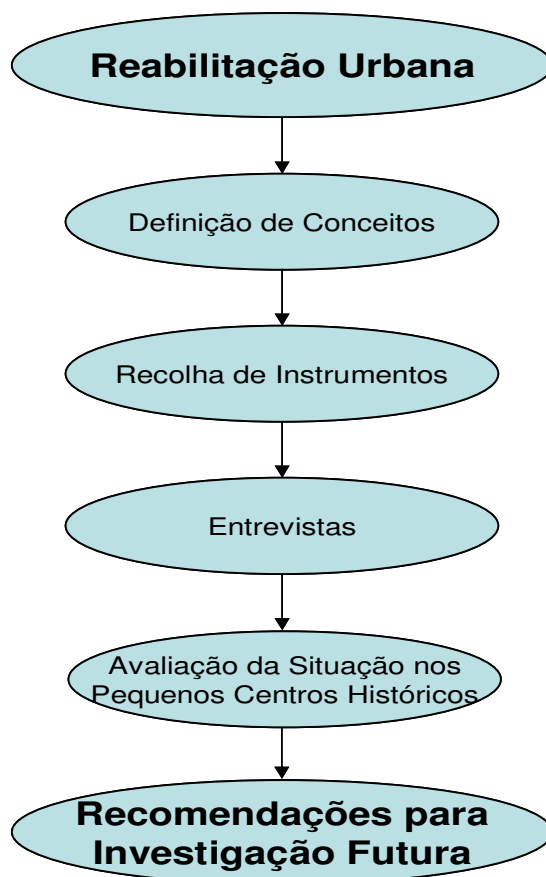 Reabilitação Urbana
Definição de Conceitos
Recolha de Instrumentos
Entrevistas
Avaliação da Situação nos
Pequenos Centros Históricos
Recomendações para
Investigação Futura